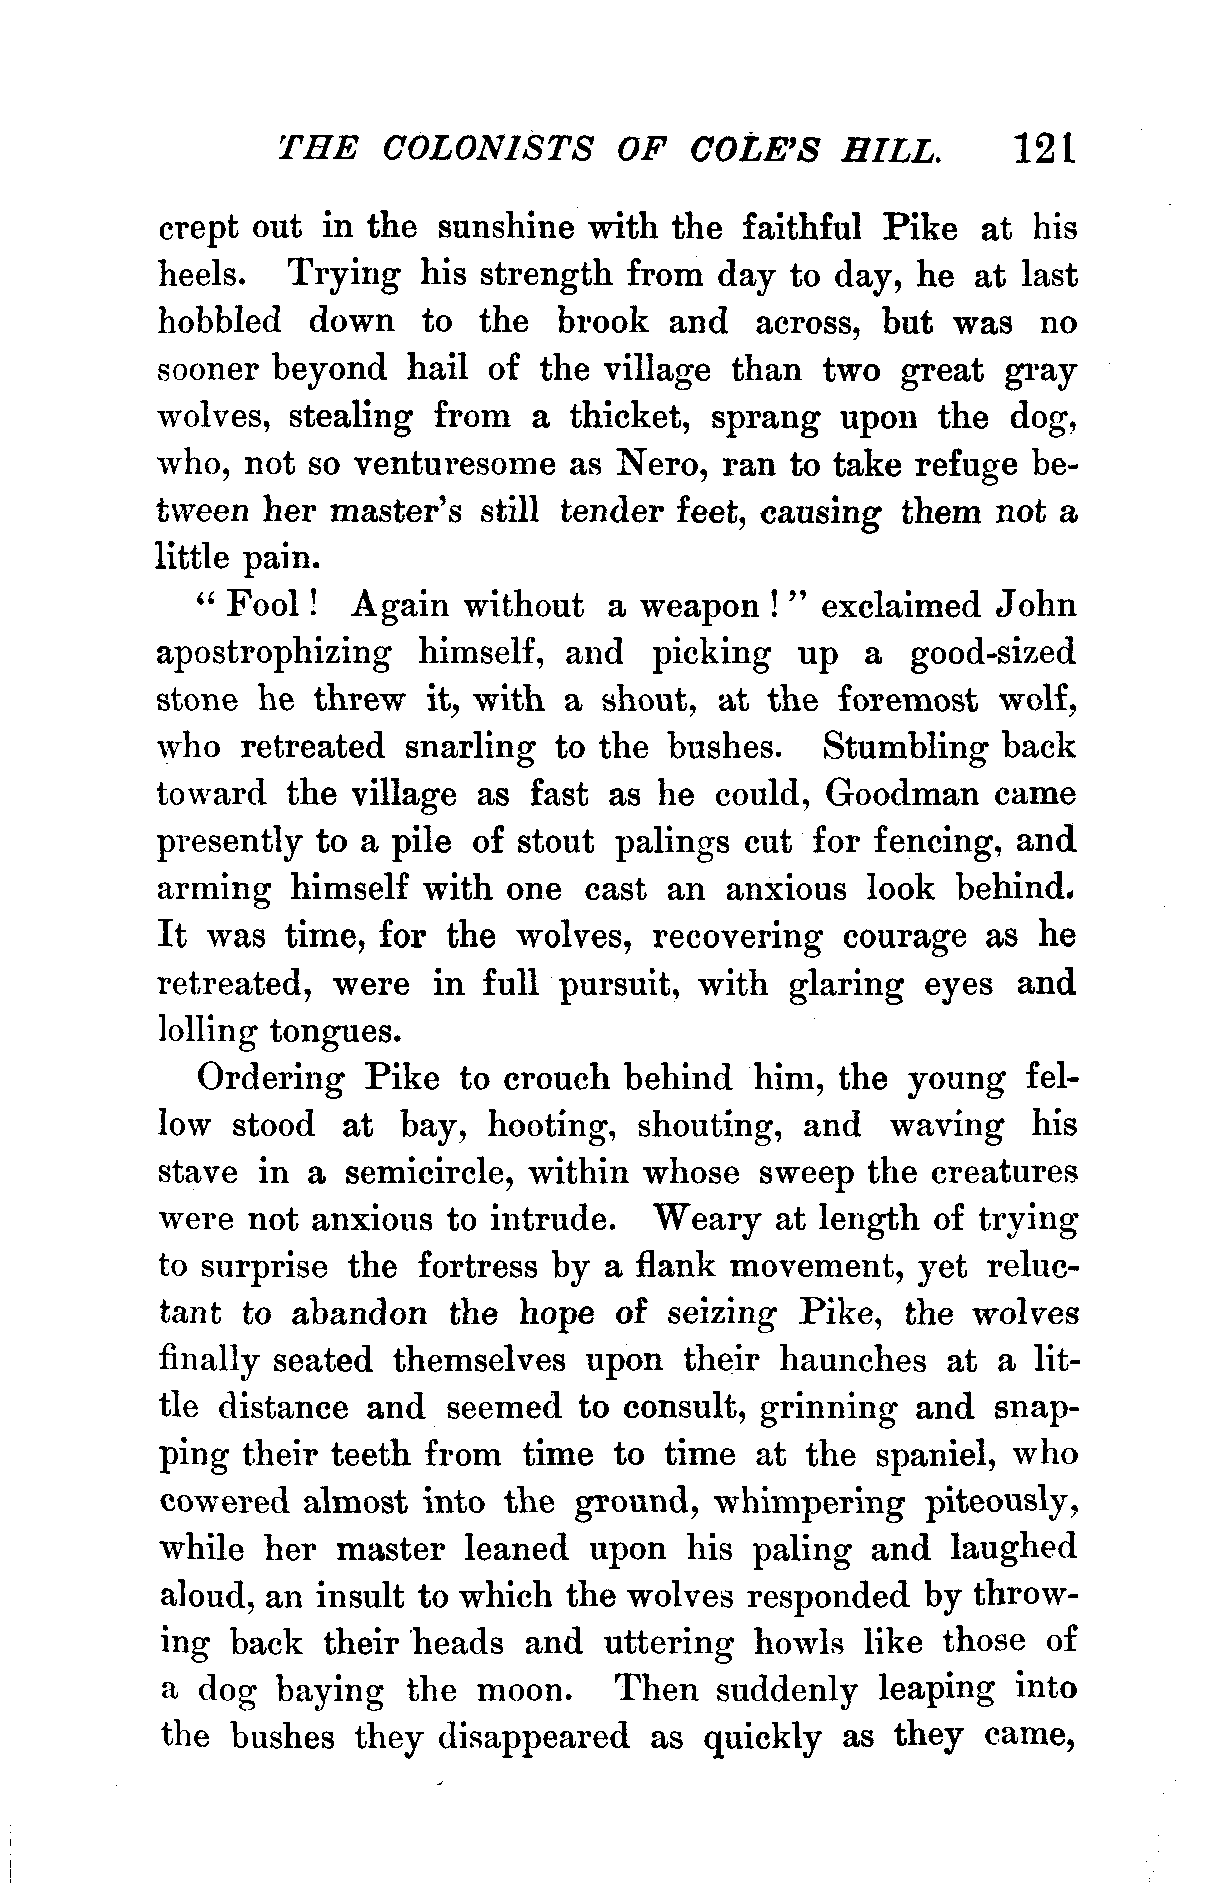 THE COLONISTS OF COLE'S HILL. 121
crept out in the sunshine with the faithful Pike at his
heels. Trying his strength from day to day, he at last
hobbled down to the brook and across, but was no
sooner beyond hail of the village than two great gray
wolves, stealing from a thicket, sprang upon the dog,
who, not so venturesome as Nero, ran to take refuge be-
tween her master's still tender feet, causing them not a
little pain.
" Fool ! Again without a weapon ! " exclaimed John
apostrophizing himself, and picking up a good-sized
stone he threw it, with a shout, at the foremost wolf,
who retreated snarling to the bushes. Stumbling back
toward the village as fast as he could, Goodman came
presently to a pile of stout palings cut for fencing, and
arming himself with one cast an anxious look behind.
It was time, for the wolves, recovering courage as he
retreated, were in full pursuit, with glaring eyes and
lolling tongues.
Ordering Pike to crouch behind him, the young fel-
low stood at bay, hooting, shouting, and waving his
stave in a semicircle, within whose sweep the creatures
were not anxious to intrude. Weary at length of trying
to surprise the fortress by a flank movement, yet reluc-
tant to abandon the hope of seizing Pike, the wolves
finally seated themselves upon their haunches at a lit-
tle distance and seemed to consult, grinning and snap-
ping their teeth from time to time at the spaniel, who
cowered almost into the ground, whimpering piteously,
while her master leaned upon his paling and laughed
aloud, an insult to which the wolves responded by throw-
ing back their heads and uttering howls like those of
a dog baying the moon. Then suddenly leaping into
the bushes they disappeared as quickly as they came,